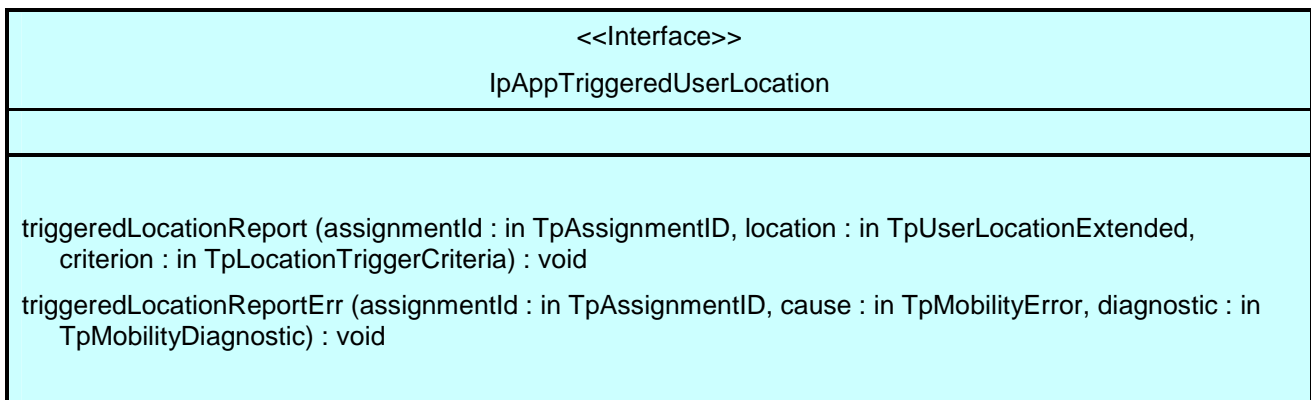 <<Interface>>
IpAppTriggeredUserLocation
triggeredLocationReport (assignmentId : in TpAssignmentID, location : in TpUserLocationExtended,
criterion : in TpLocationTriggerCriteria) : void
triggeredLocationReportErr (assignmentId : in TpAssignmentID, cause : in TpMobilityError, diagnostic : in
TpMobilityDiagnostic) : void